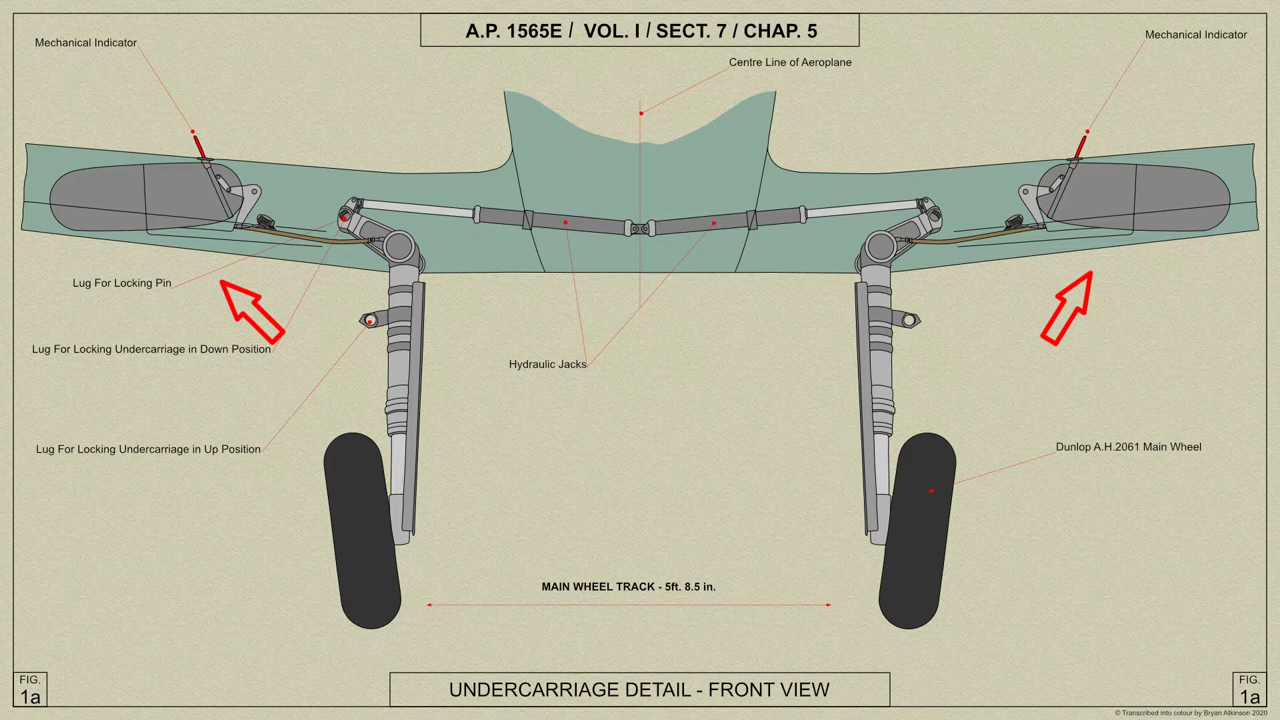 A.P. 1565E / VOL. I / SECT. 7 / CHAP. 5
Mechanical Indicator
Mechanical Indicator
Centre Line of Aeroplane
Lug For Locking Pin
Lug For Locking Undercarriage in Down Position
Hydraulic Jacks
Lug For Locking Undercarriage in Up Position
Dunlop A.H.2061 Main Wheel
MAIN WHEEL TRACK - 5ft. 8.5 in.
FIG.
1a
UNDERCARRIAGE DETAIL - FRONT VIEW
FIG.
1a
© Transcribed into colour by Bryan Atkinson 2020